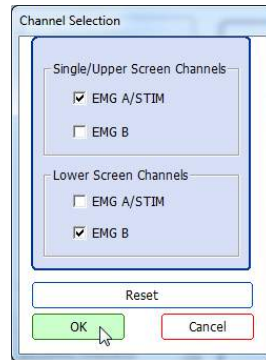 Channel Selection
Single/Upper Screen Channels
EMG A/STIM
EMG B
Lower Screen Channels
EMG A/STIM
EMG B
Reset
OK
Cancel